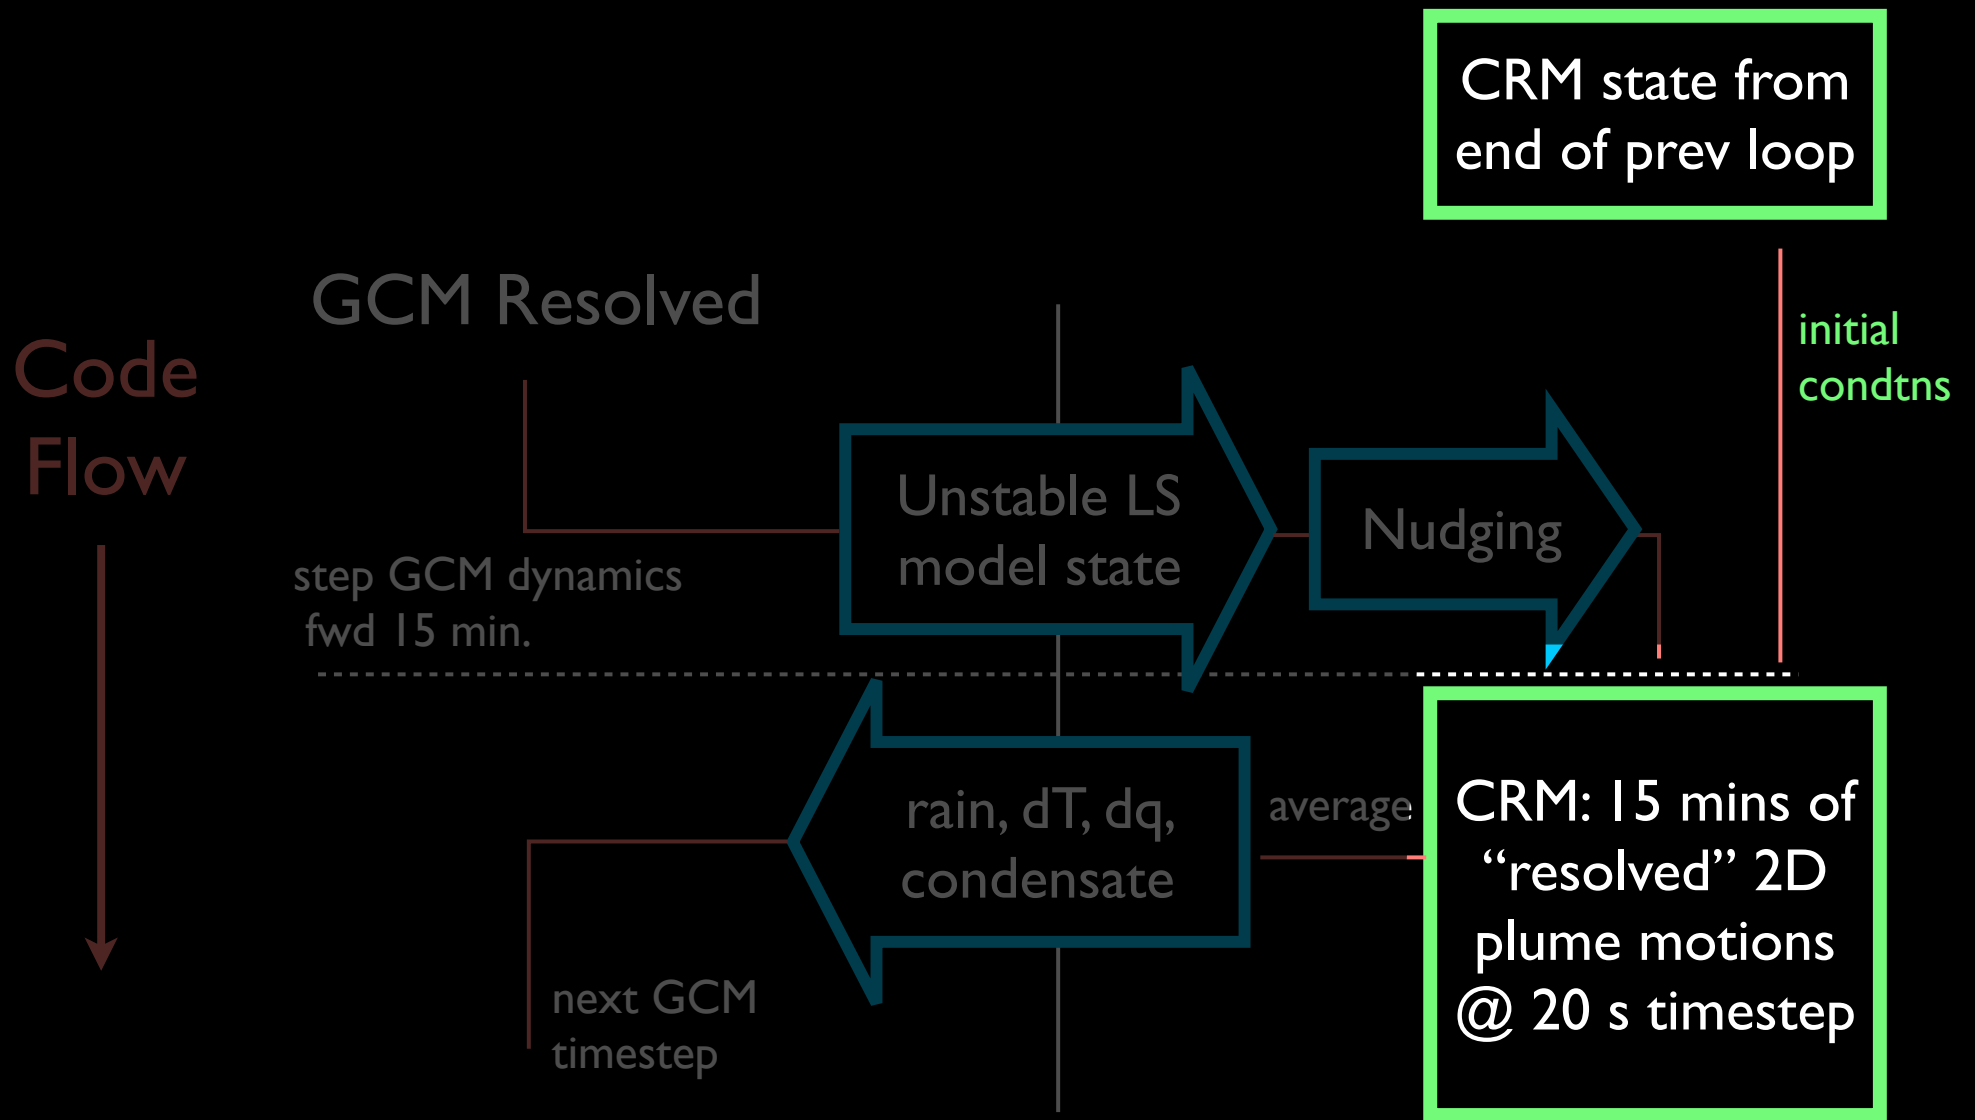 CRM state from
end of prev loop
GCM Resolved
initial
condtns
Code
Flow
Unstable LS
model state
Nudging
step GCM dynamics
fwd 15 min.
rain, dT, dq,
condensate
average
CRM: 15 mins of
“resolved” 2D
plume motions
@ 20 s timestep
next GCM
timestep